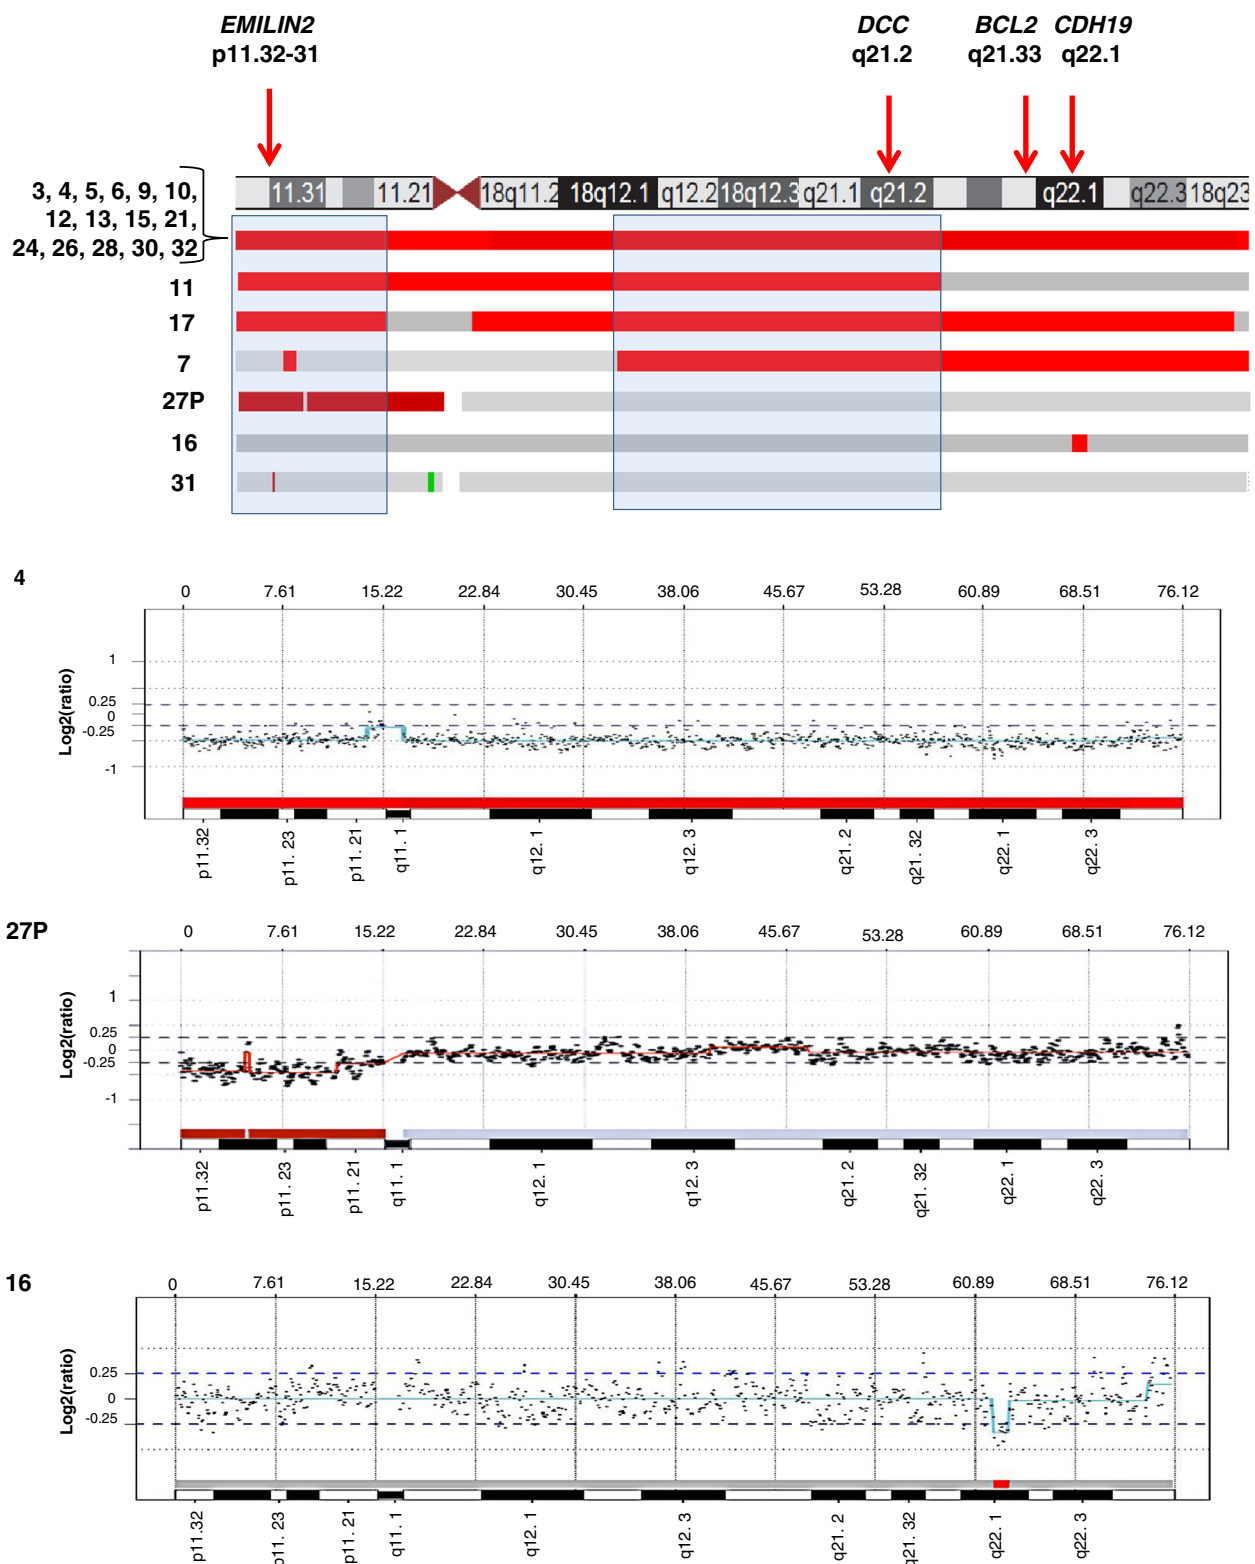 EMILIN2 DCC BCL2 CDH19
p11.32-31 q21.2 q21.33 q22.1
11.31 11.21 18q11.2 18q12.1 q12.2 18q12.3 q21.1 q21.2 q22.1 q22.3 18q23
3, 4, 5, 6, 9, 10,
12, 13, 15, 21,
24, 26, 28, 30, 32
11
17
7
27P
16
31
4
0 7.61 15.22 22.84 30.45 38.06 45.67 53.28 60.89 68.51 76.12
Log2(ratio)
1
0.25
0
-0.25
-1
p11.32 p11. 23 p11. 21 q11. 1 q12. 1 q12. 3 q21. 2 q21. 32 q22. 1 q22. 3
27P
0 7.61 15.22 22.84 30.45 38.06 45.67 53.28 60.89 68.51 76.12
Log2(ratio)
1
0.25
0
-0.25
-1
p11.32 p11. 23 p11. 21 q11. 1 q12. 1 q12. 3 q21. 2 q21. 32 q22. 1 q22. 3
16
0 7.61 15.22 22.84 30.45 38.06 45.67 53.28 60.89 68.51 76.12
Log2(ratio)
0.25
0
-0.25
p11.32 p11. 23 p11. 21 q11. 1 q12. 1 q12. 3 q21. 2 q21. 32 q22. 1 q22. 3